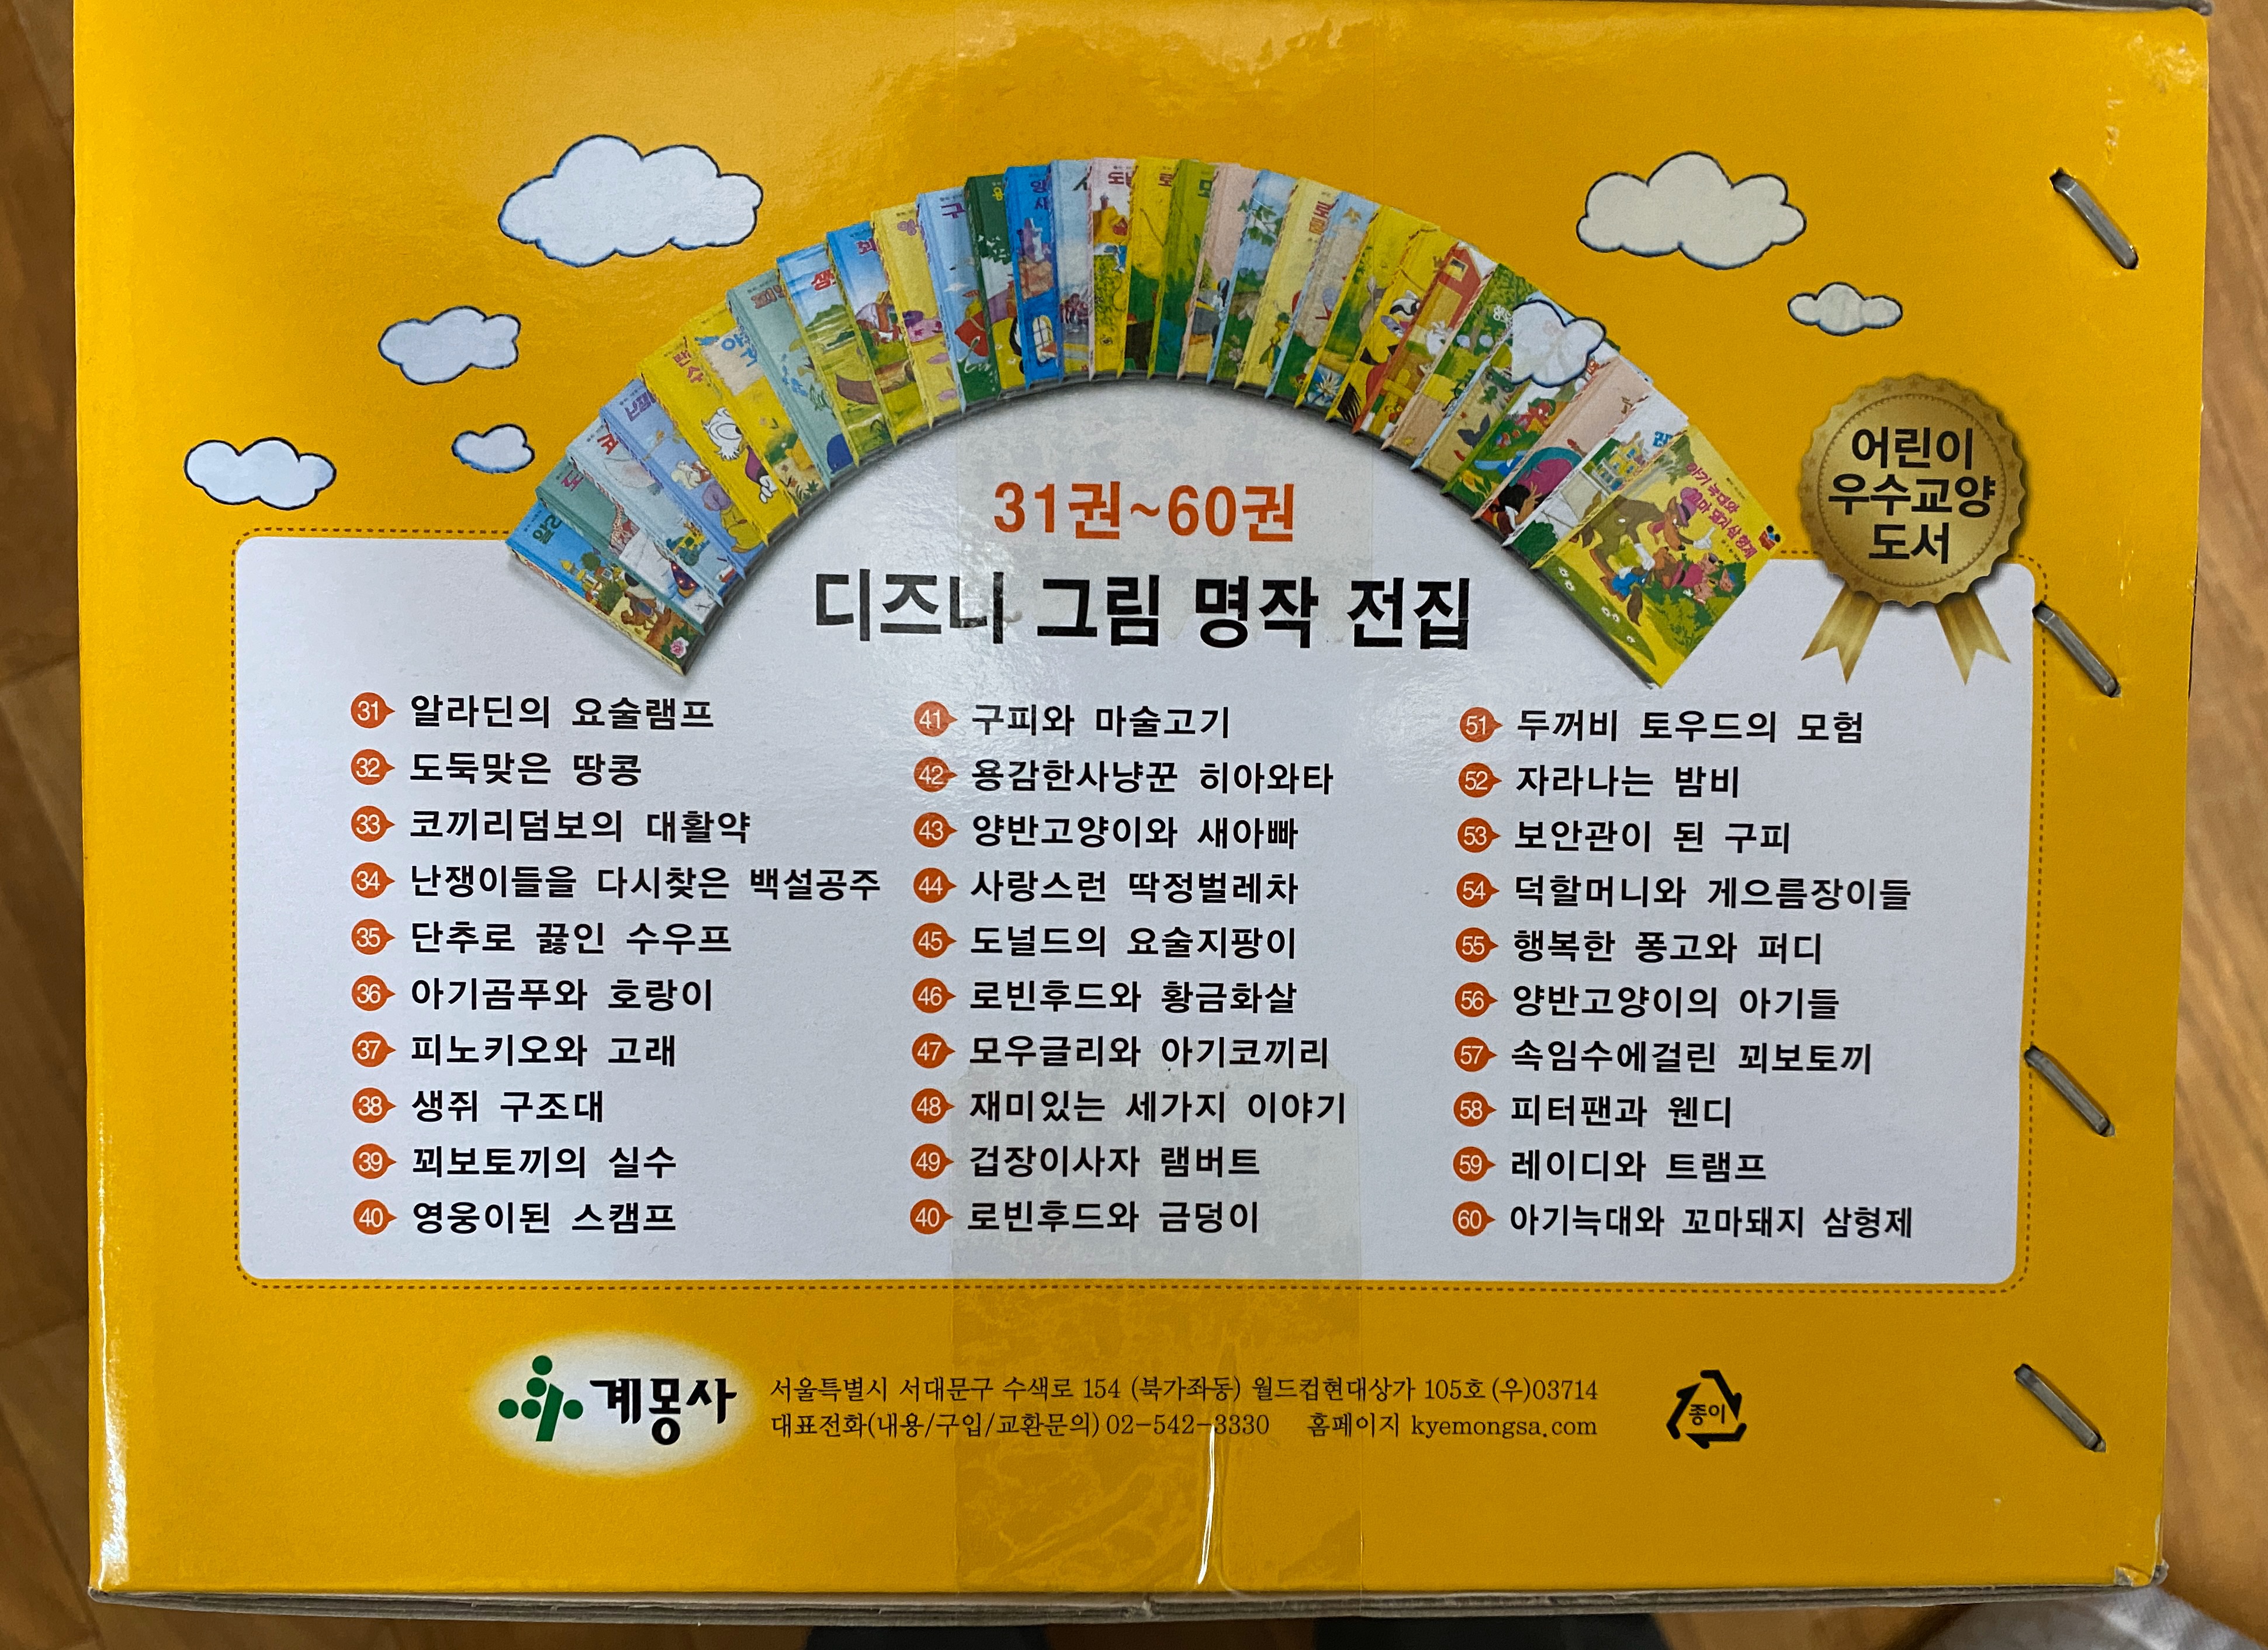 어린이
우수교양
도서
아기 늑대와
꼬마 돼지 삼형제
31권~60권
디즈니 그림 명작 전집
31 알라딘의 요술램프
32 도둑맞은 땅콩
33 코끼리덤보의 대활약
34 난쟁이들을 다시찾은 백설공주
35 단추로 끓인 수우프
36 아기곰푸와 호랑이
37 피노키오와 고래
38 생쥐 구조대
39 꾀보토끼의 실수
40 영웅이된 스캠프
41 구피와 마술고기
42 용감한사냥꾼 히아와타
43 양반고양이와 새아빠
44 사랑스런 딱정벌레차
45 도널드의 요술지팡이
46 로빈후드와 황금화살
47 모우글리와 아기코끼리
48 재미있는 세가지 이야기
49 겁장이사자 램버트
40 로빈후드와 금덩이
51 두꺼비 토우드의 모험
52 자라나는 밤비
53 보안관이 된 구피
54 덕할머니와 게으름장이들
55 행복한 퐁고와 퍼디
56 양반고양이의 아기들
57 속임수에걸린 꾀보토끼
58 피터팬과 웬디
59 레이디와 트램프
60 아기늑대와 꼬마돼지 삼형제
계몽사
서울특별시 서대문구 수색로 154 (북가좌동) 월드컵현대상가 105호 (우)03714
대표전화(내용/구입/교환문의) 02-542-3330 홈페이지 kyemongsa.com
종이